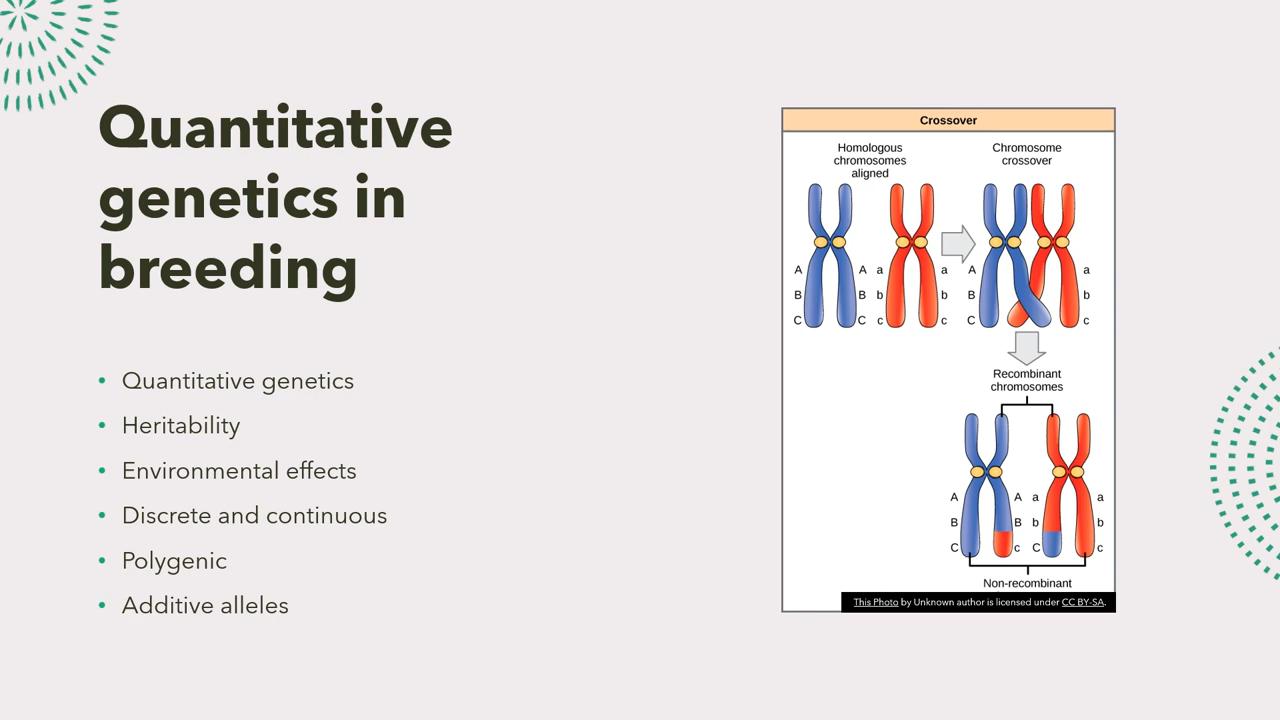 Quantitative
genetics in
breeding
• Quantitative genetics
• Heritability
• Environmental effects
• Discrete and continuous
• Polygenic
• Additive alleles
Crossover
Homologous
chromosomes
aligned
Chromosome
crossover
A A a a A a
B B b b B b
C C c c C c
Recombinant
chromosomes
A A a a
B B b b
C c C c
Non-recombinant
This Photo by Unknown author is licensed under CC BY-SA.